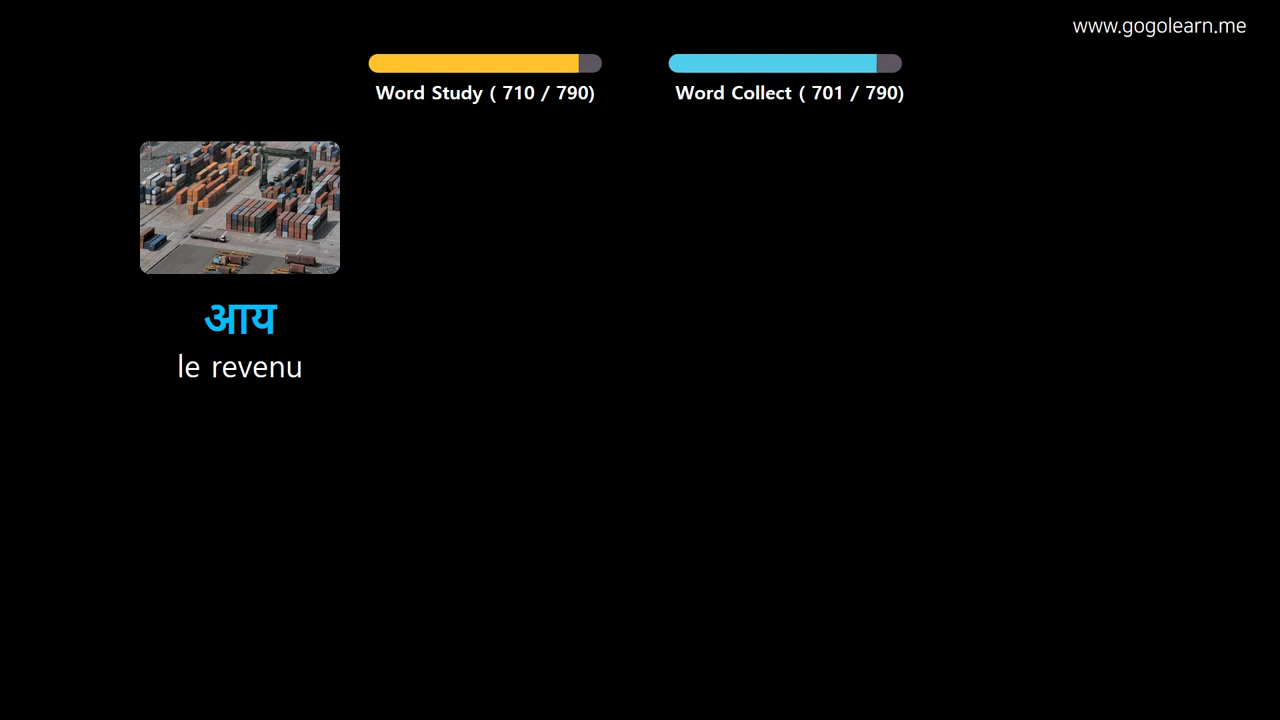 www.gogolearn.me
Word Study ( 710 / 790)
Word Collect ( 701 / 790)
आय
le revenu